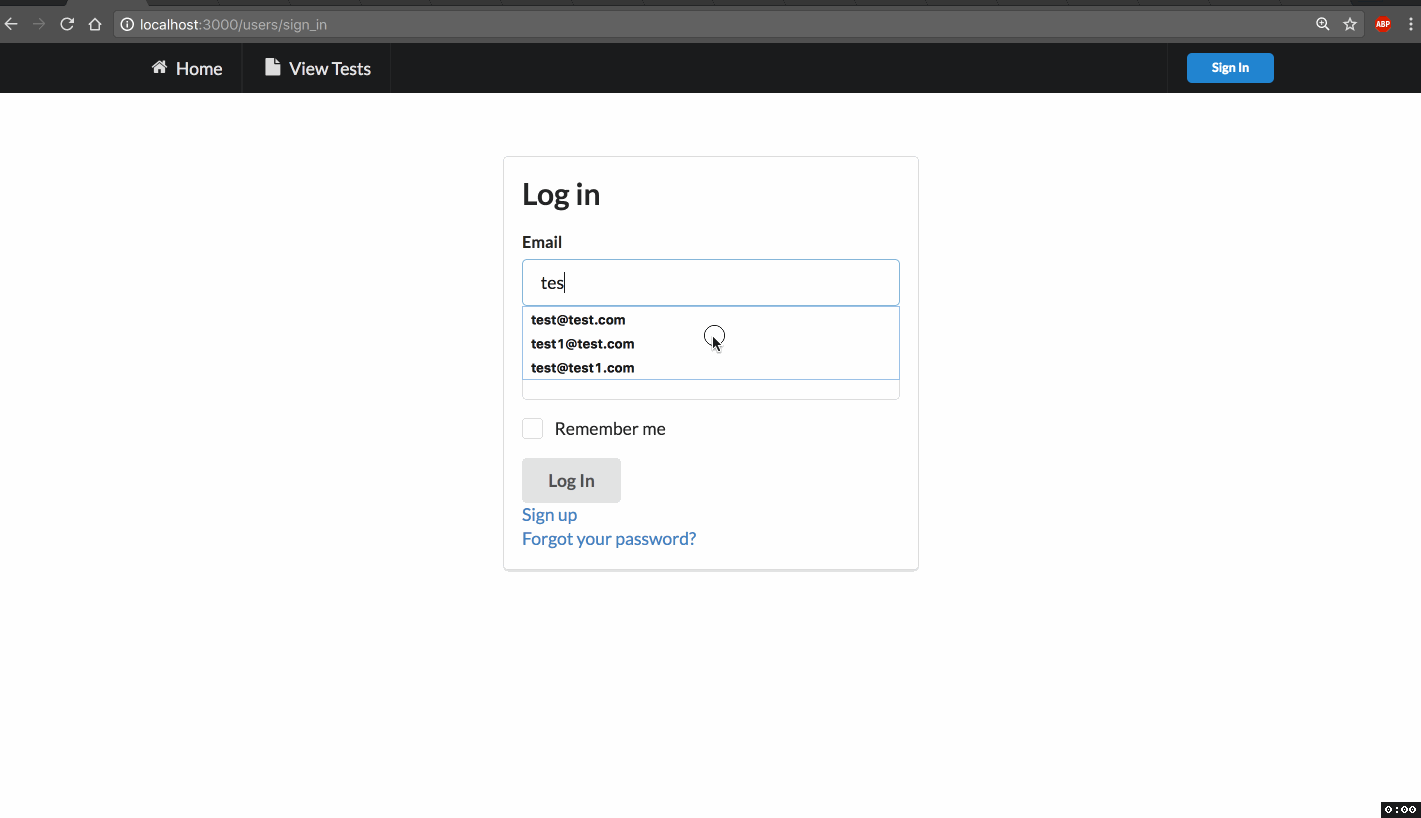 localhost:3000/users/sign_in
ABP
Home
View Tests
Sign In
Log in
Email
tes
test@test.com
test1@test.com
test@test1.com
Remember me
Log In
Sign up
Forgot your password?
0:00